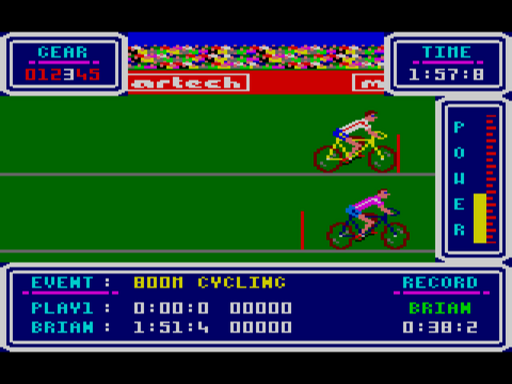 GEAR
012345
TIME
1:57:8
artech
m
POWER
EVENT : 800M CYCLING
RECORD
PLAY1 : 0:00:0 00000
BRIAN
BRIAN : 1:51:4 00000
0:38:2